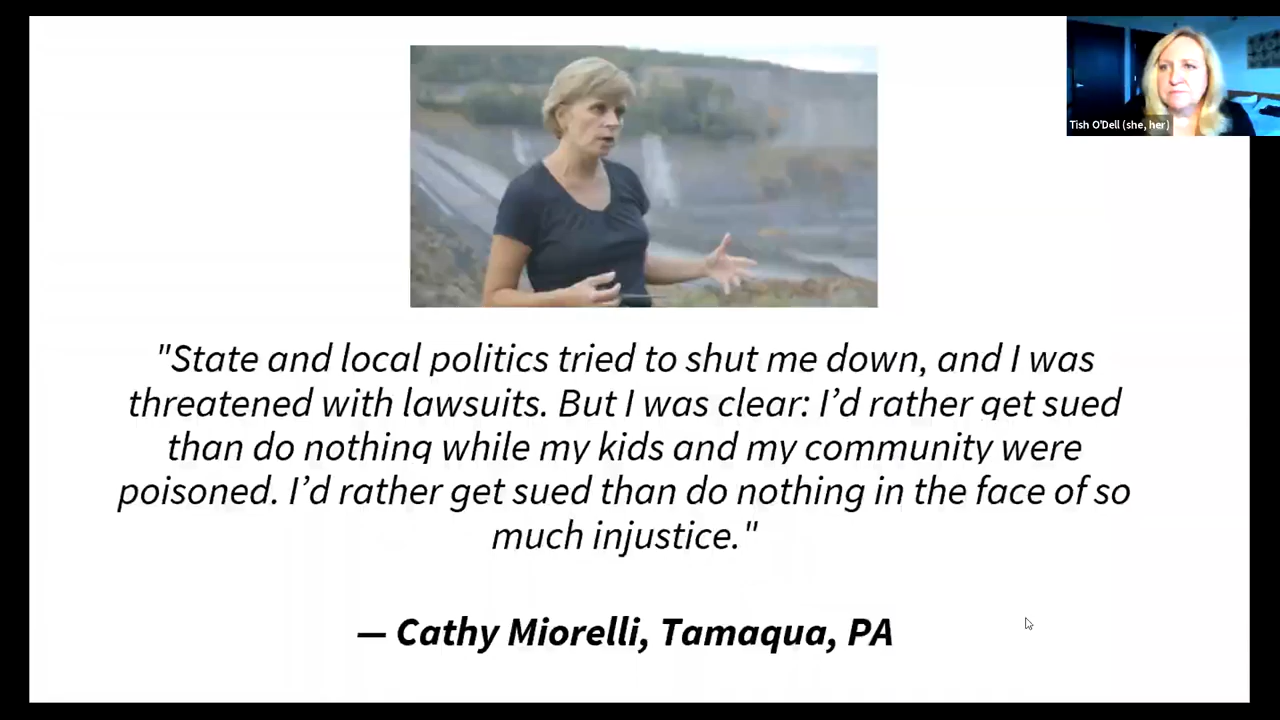 Tish O'Dell (she, her)
"State and local politics tried to shut me down, and I was
threatened with lawsuits. But I was clear: I’d rather get sued
than do nothing while my kids and my community were
poisoned. I’d rather get sued than do nothing in the face of so
much injustice."
— Cathy Miorelli, Tamaqua, PA